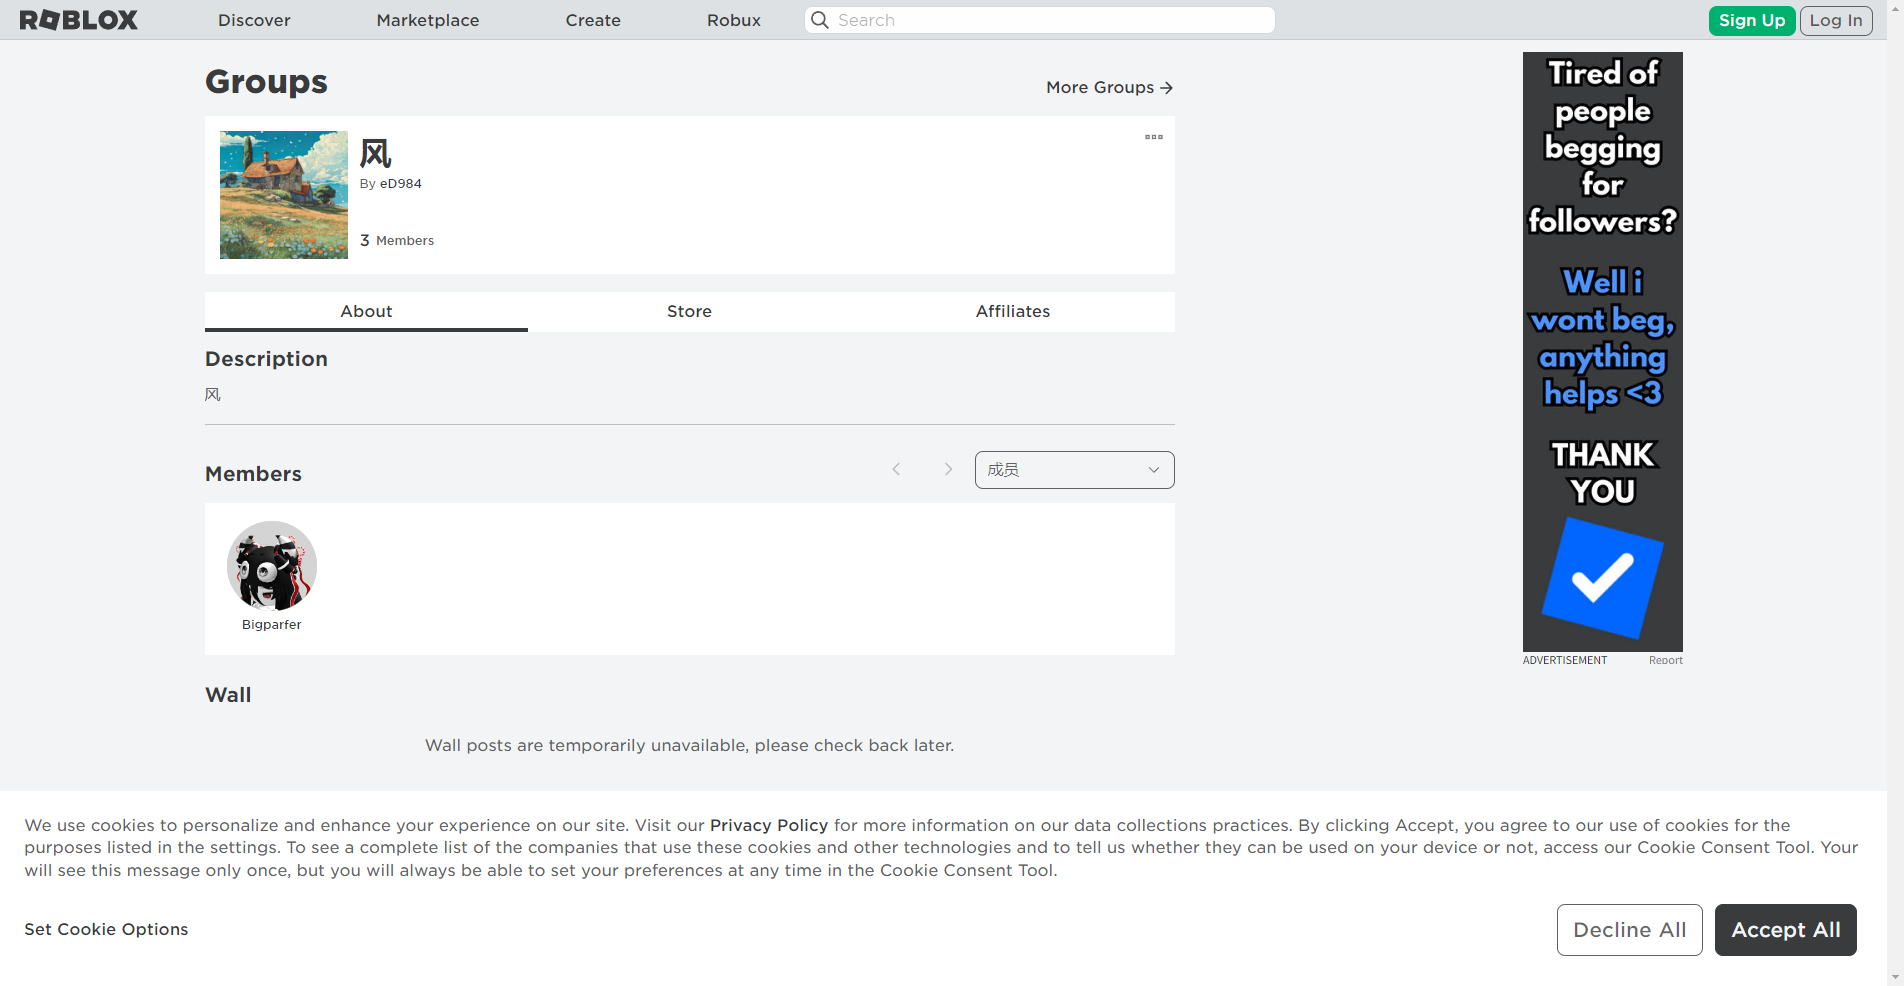 ROBLOX
Discover
Marketplace
Create
Robux
Search
Sign Up
Log In
Groups
More Groups
风
By eD984
3 Members
About
Store
Affiliates
Description
风
Members
成员
Bigparfer
Wall
Wall posts are temporarily unavailable, please check back later.
Tired of
people
begging
for
followers?
Well i
wont beg,
anything
helps <3
THANK
YOU
ADVERTISEMENT
Report
We use cookies to personalize and enhance your experience on our site. Visit our Privacy Policy for more information on our data collections practices. By clicking Accept, you agree to our use of cookies for the
purposes listed in the settings. To see a complete list of the companies that use these cookies and other technologies and to tell us whether they can be used on your device or not, access our Cookie Consent Tool. Your
will see this message only once, but you will always be able to set your preferences at any time in the Cookie Consent Tool.
Set Cookie Options
Decline All
Accept All